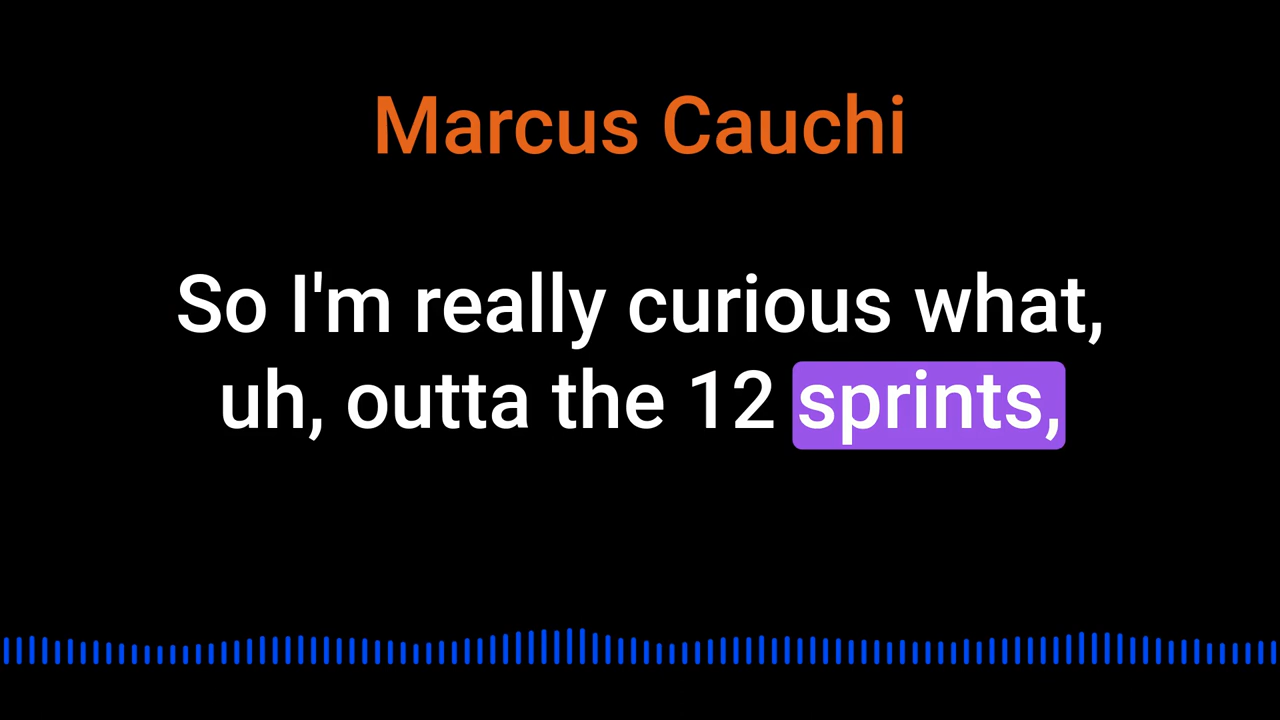 Marcus Cauchi
So I'm really curious what,
uh, outta the 12 sprints,